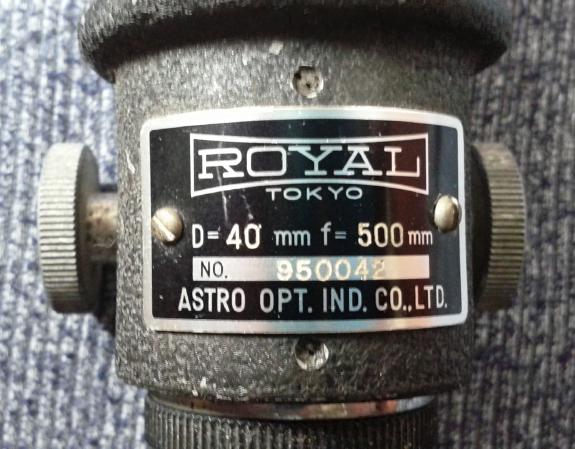 ROYAL
TOKYO
D= 40 mm f= 500 mm
NO. 950042
ASTRO OPT. IND. CO.,LTD.